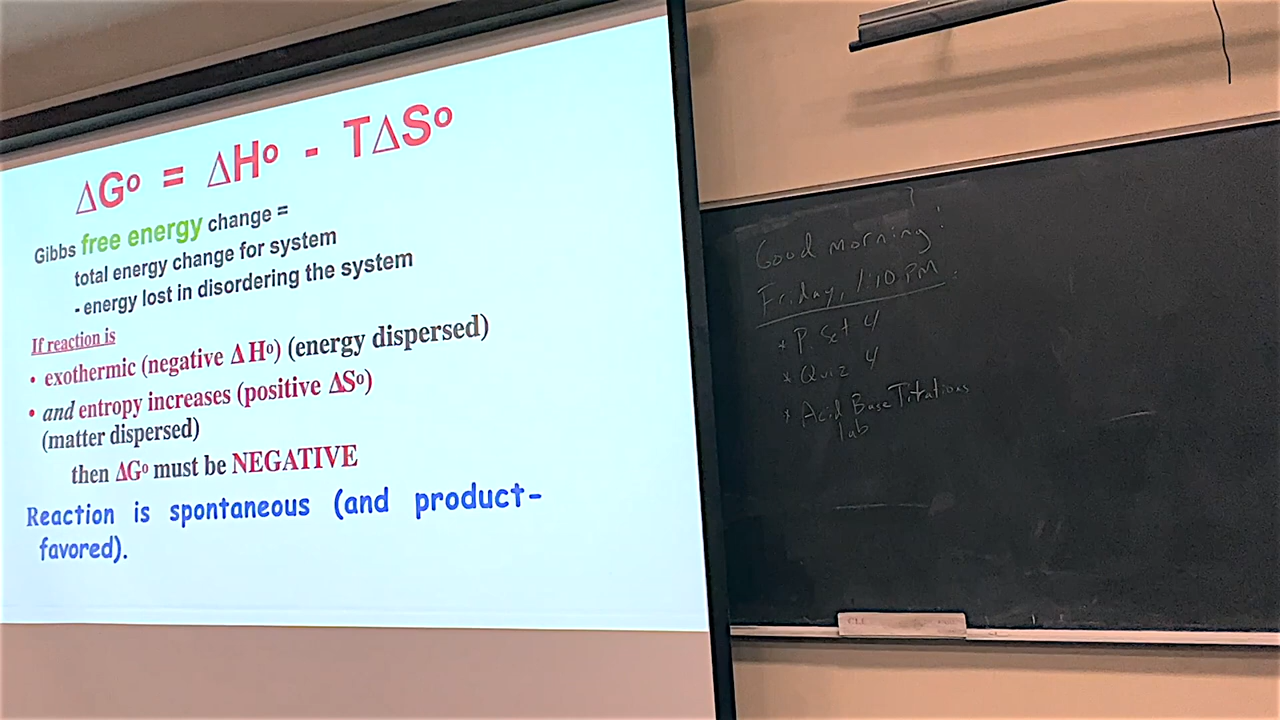 ΔGº = ΔHº - TΔSº
Gibbs free energy change =
total energy change for system
- energy lost in disordering the system
If reaction is
• exothermic (negative ΔHº) (energy dispersed)
• and entropy increases (positive ΔSº)
(matter dispersed)
then ΔGº must be NEGATIVE
Reaction is spontaneous (and product-
favored).
Good morning!
Friday, 1:10 PM.
* P. Set 4
* Quiz 4
* Acid Base Titrations
lab